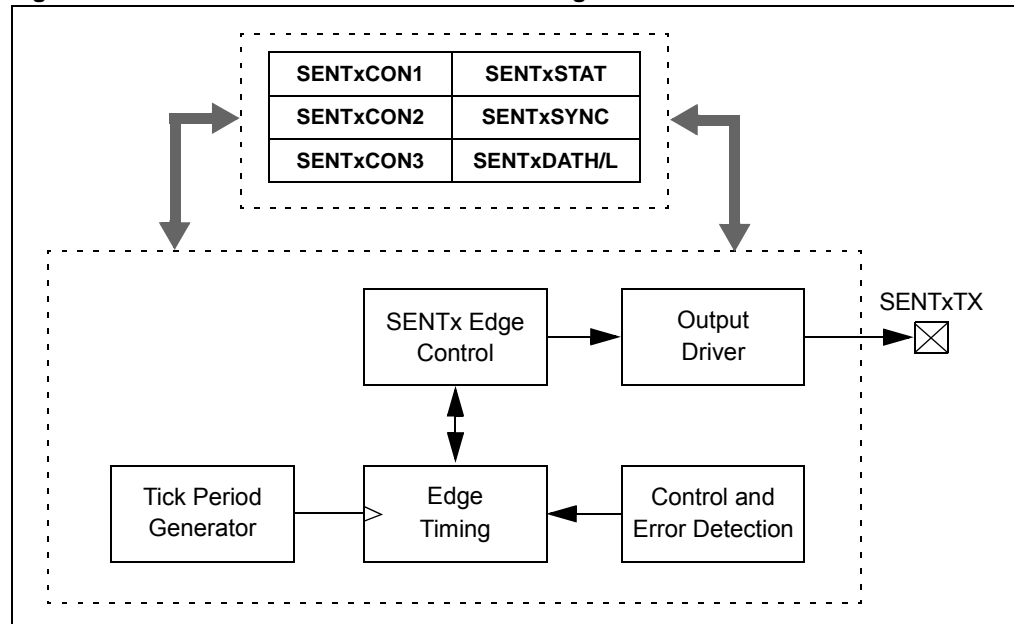 SENTxCON1 SENTxSTAT
SENTxCON2 SENTxSYNC
SENTxCON3 SENTxDATH/L
SENTxTX
SENTx Edge
Control
Output
Driver
Tick Period
Generator
Edge
Timing
Control and
Error Detection